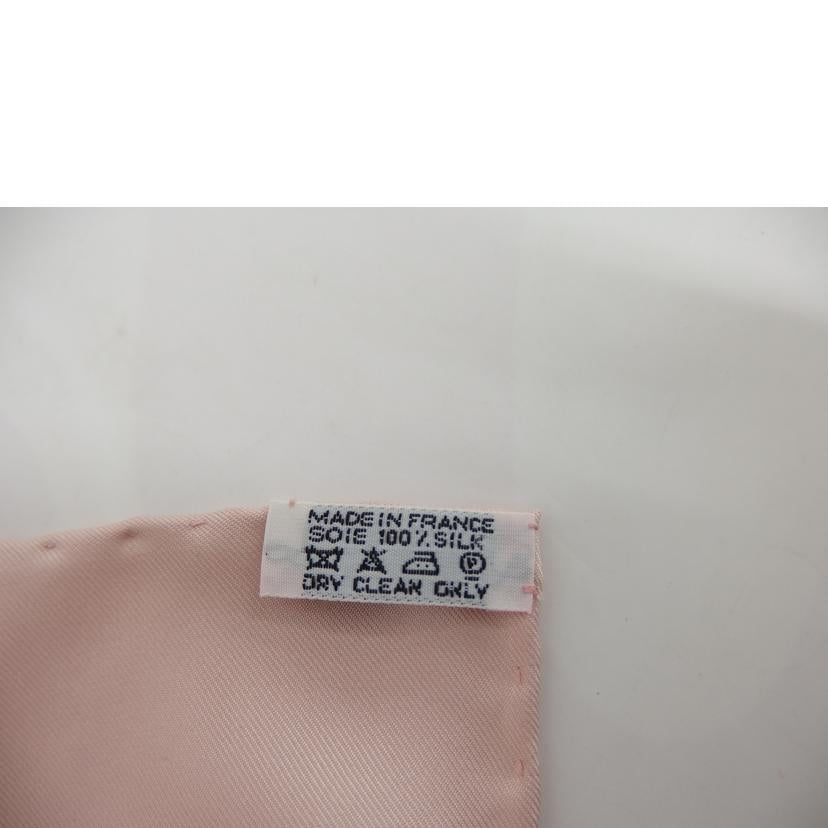 MADE IN FRANCE
SOIE 100% SILK
P
DRY CLEAN ONLY